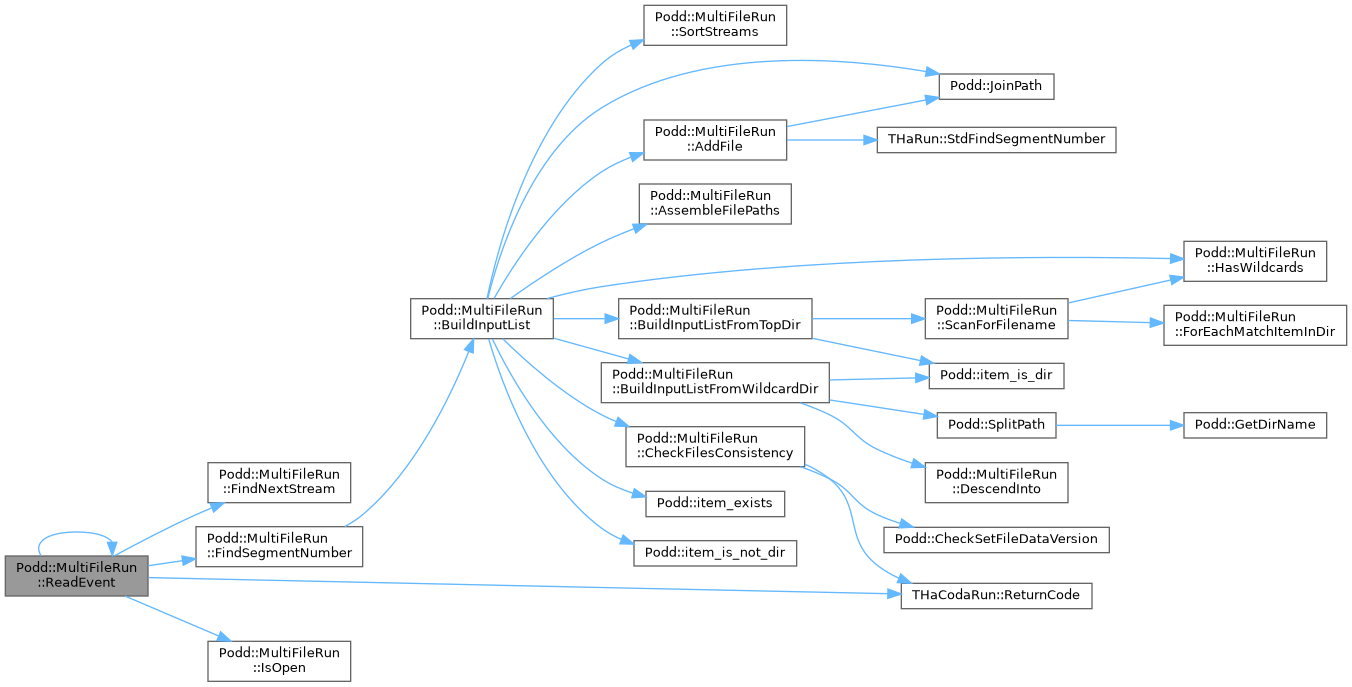 Podd::MultiFileRun
::SortStreams
Podd::JoinPath
Podd::MultiFileRun
::AddFile
THaRun::StdFindSegmentNumber
Podd::MultiFileRun
::AssembleFilePaths
Podd::MultiFileRun
::HasWildcards
Podd::MultiFileRun
::BuildInputList
Podd::MultiFileRun
::BuildInputListFromTopDir
Podd::MultiFileRun
::ScanForFilename
Podd::MultiFileRun
::ForEachMatchItemInDir
Podd::item_is_dir
Podd::MultiFileRun
::BuildInputListFromWildcardDir
Podd::SplitPath
Podd::GetDirName
Podd::MultiFileRun
::CheckFilesConsistency
Podd::MultiFileRun
::DescendInto
Podd::MultiFileRun
::FindNextStream
Podd::item_exists
Podd::MultiFileRun
::FindSegmentNumber
Podd::CheckSetFileDataVersion
Podd::item_is_not_dir
Podd::MultiFileRun
::ReadEvent
THaCodaRun::ReturnCode
Podd::MultiFileRun
::IsOpen